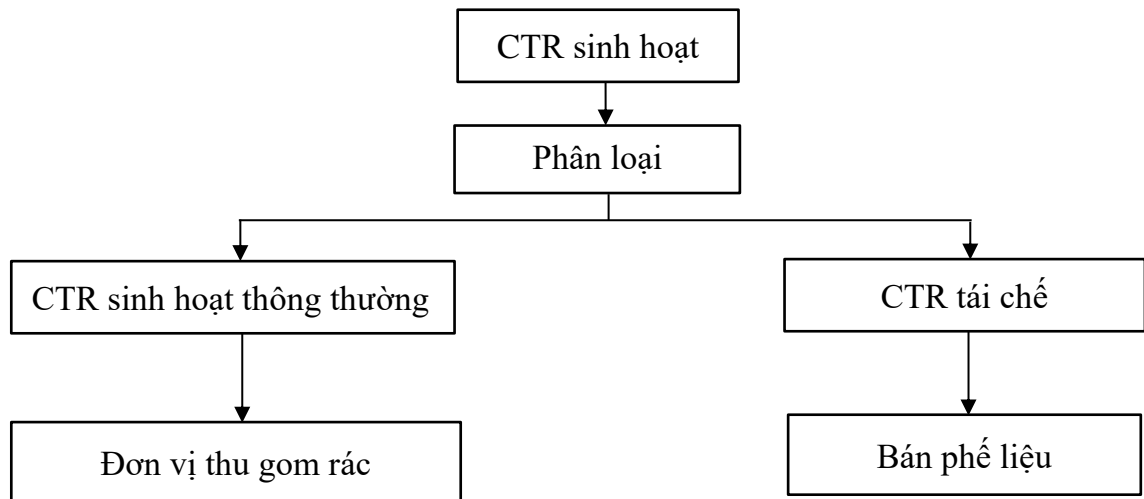 CTR sinh hoạt
Phân loại
CTR sinh hoạt thông thường
CTR tái chế
Đơn vị thu gom rác
Bán phế liệu